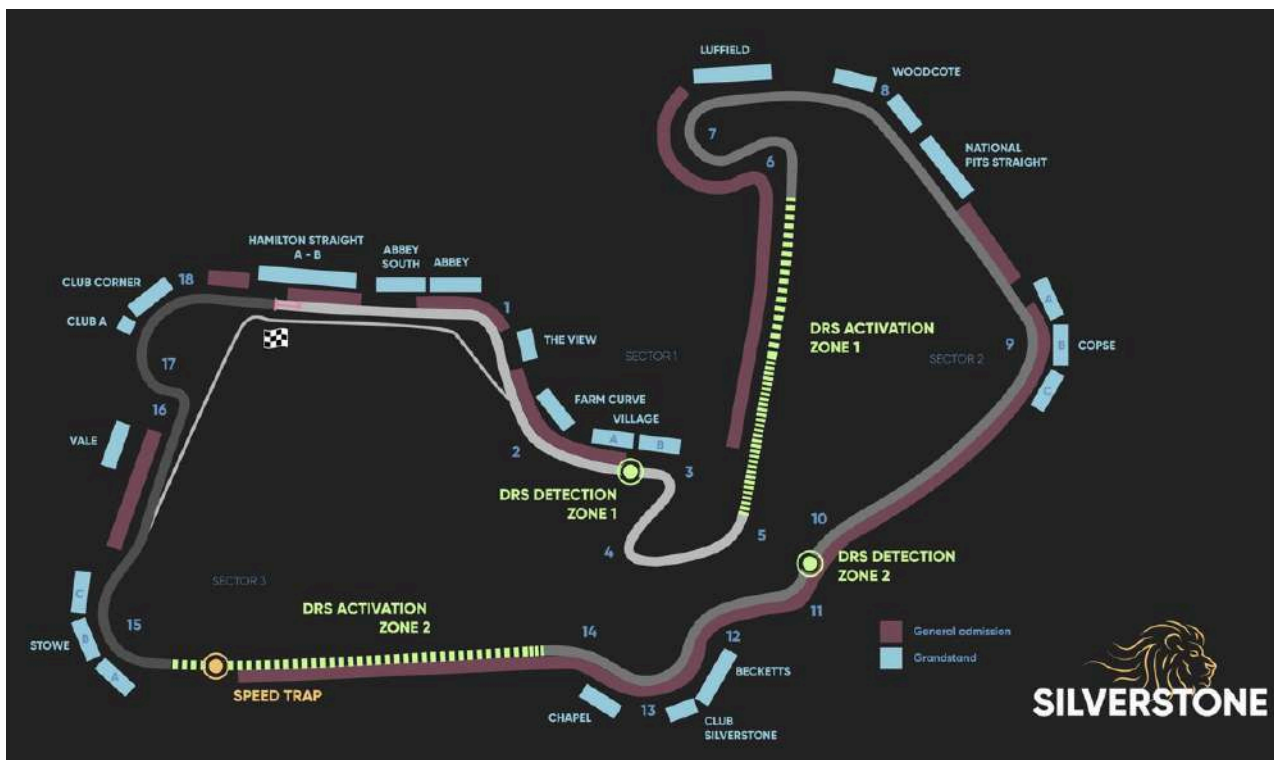 LUFFIELD
WOODCOTE
8
7
6
NATIONAL
PITS STRAIGHT
HAMILTON STRAIGHT
A - B
ABBEY
SOUTH
ABBEY
CLUB CORNER
18
CLUB A
1
THE VIEW
SECTOR 1
DRS ACTIVATION
ZONE 1
SECTOR 2
9
A
B
C
COPSE
17
16
FARM CURVE
VILLAGE
A
B
VALE
2
3
DRS DETECTION
ZONE 1
4
5
10
DRS DETECTION
ZONE 2
11
SECTOR 3
DRS ACTIVATION
ZONE 2
C
B
A
STOWE
15
14
12
BECKETTS
SPEED TRAP
CHAPEL
13
CLUB
SILVERSTONE
General admission
Grandstand
SILVERSTONE